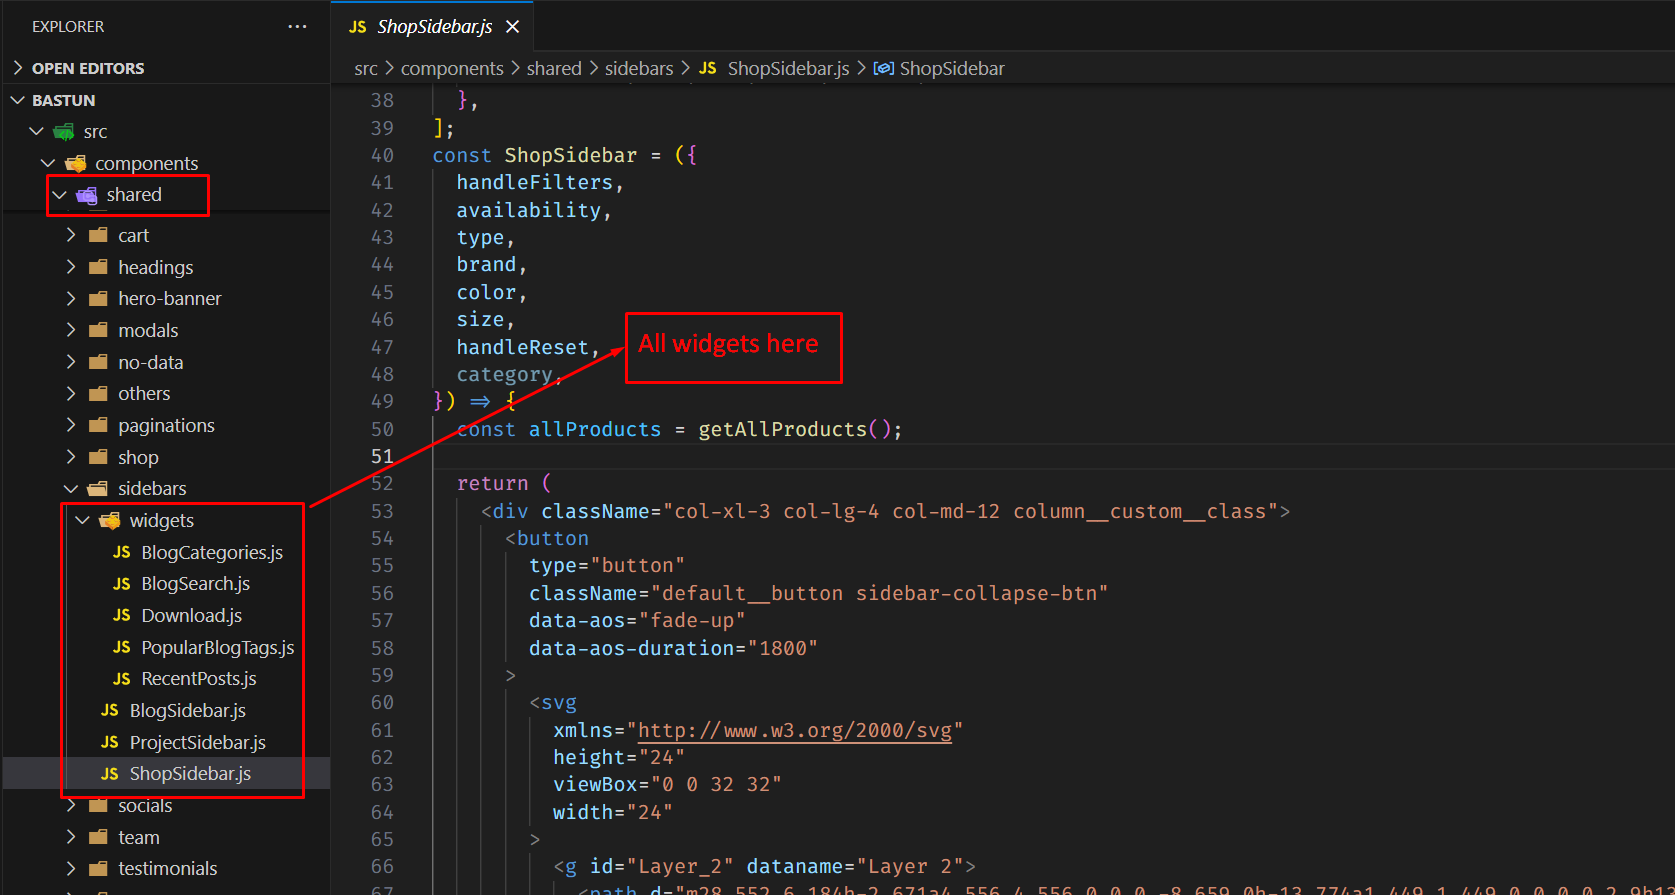 EXPLORER
OPEN EDITORS
BASTUN
src
components
shared
cart
headings
hero-banner
modals
no-data
others
paginations
shop
sidebars
widgets
JS BlogCategories.js
JS BlogSearch.js
JS Download.js
JS PopularBlogTags.js
JS RecentPosts.js
JS BlogSidebar.js
JS ProjectSidebar.js
JS ShopSidebar.js
socials
team
testimonials
JS ShopSidebar.js
src > components > shared > sidebars > JS ShopSidebar.js > ShopSidebar
38 },
39 ];
40 const ShopSidebar = ({
41 handleFilters,
42 availability,
43 type,
44 brand,
45 color,
46 size,
47 handleReset,
48 category,
49 }) => {
50 const allProducts = getAllProducts();
51
52 return (
53 <div className="col-xl-3 col-lg-4 col-md-12 column__custom__class">
54 <button
55 type="button"
56 className="default__button sidebar-collapse-btn"
57 data-aos="fade-up"
58 data-aos-duration="1800"
59 >
60 <svg
61 xmlns="http://www.w3.org/2000/svg"
62 height="24"
63 viewBox="0 0 32 32"
64 width="24"
65 >
66 <g id="Layer_2" dataname="Layer 2">
67 <path d="m28.552
All widgets here